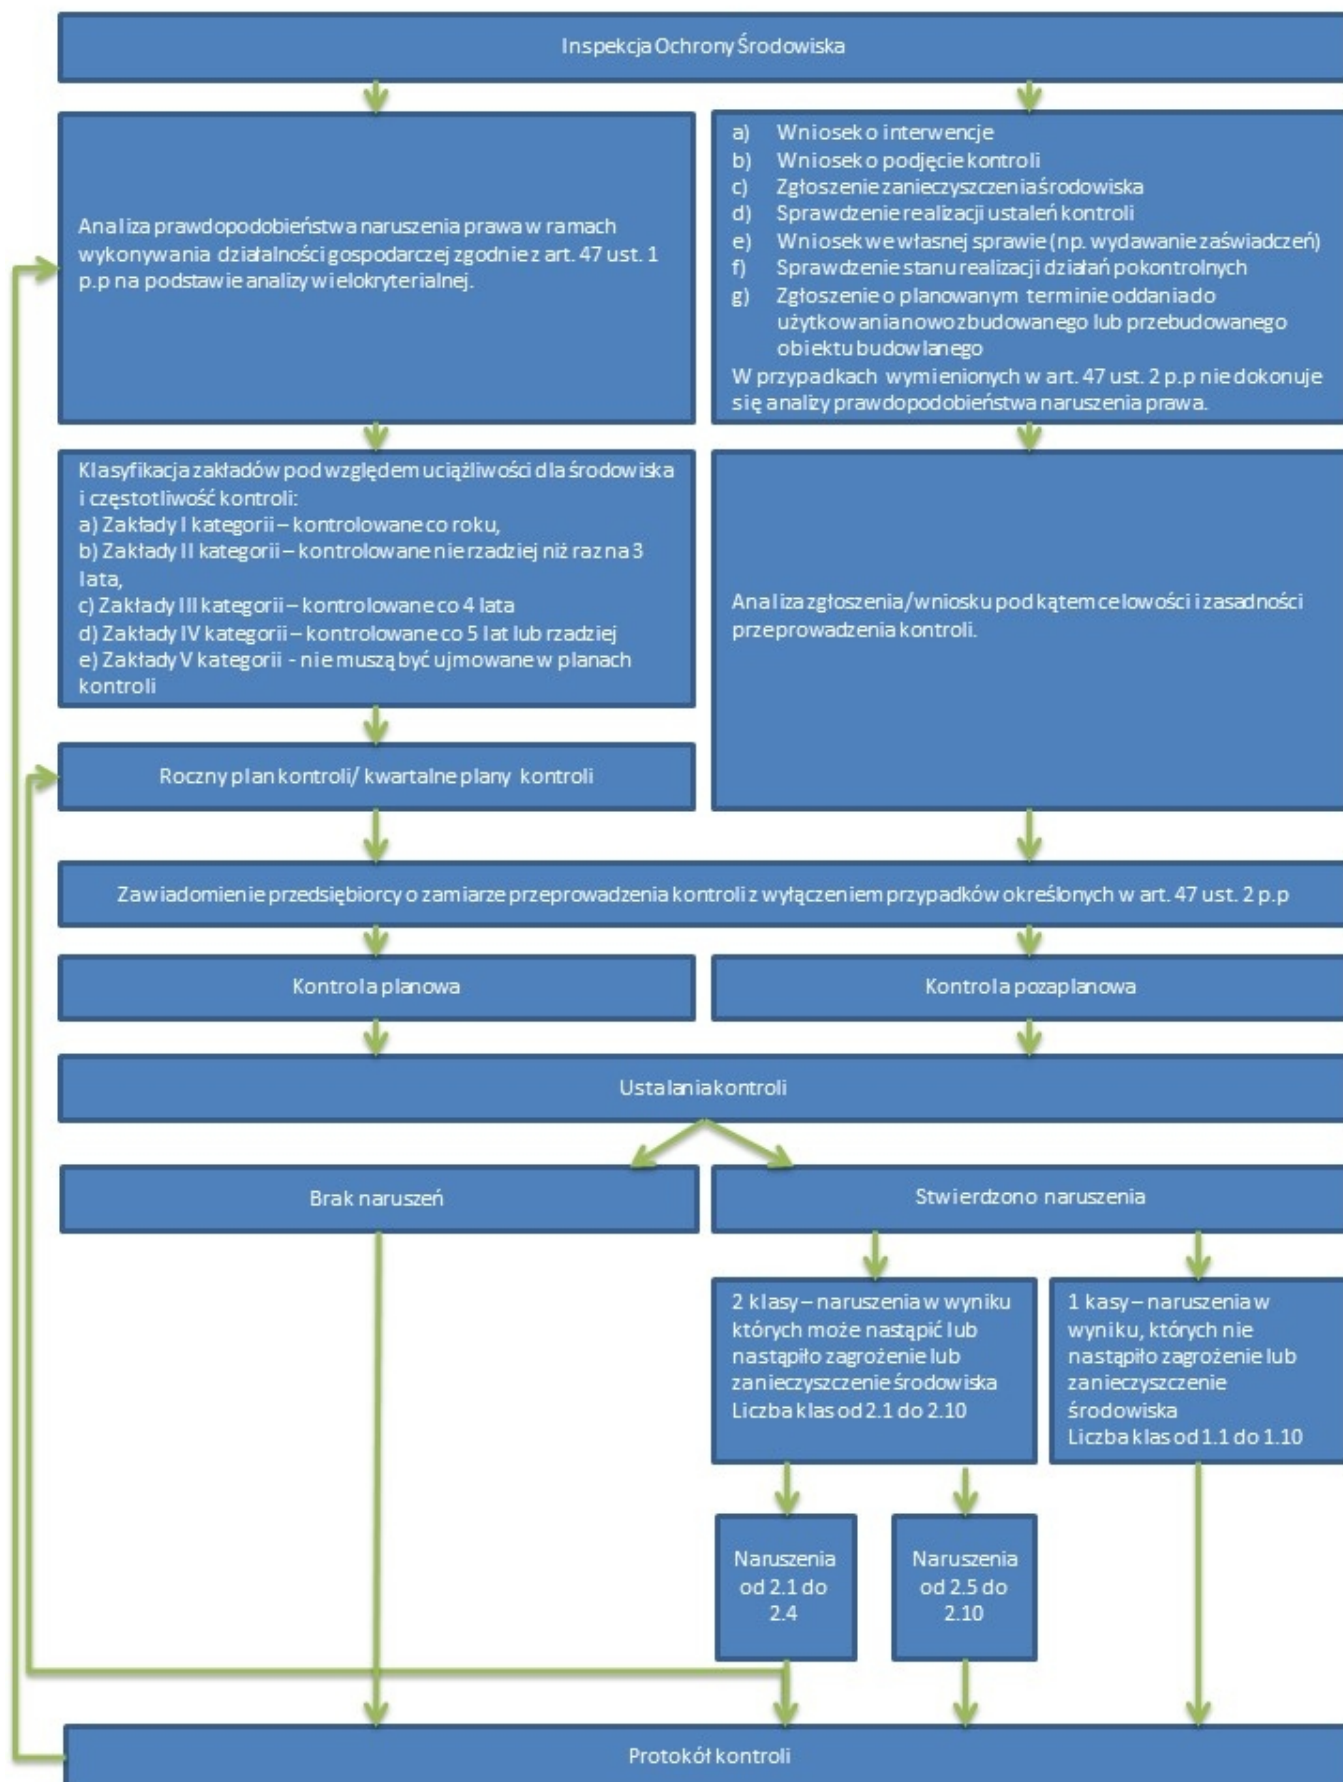 Inspekcja Ochrony Środowiska
Analiza prawdopodobieństwa naruszenia prawa w ramach
wykonywania działalności gospodarczej zgodnie z art. 47 ust. 1
p.p na podstawie analizy wielokryterialnej.
a) Wniosek o interwencje
b) Wniosek o podjęcie kontroli
c) Zgłoszenie zanieczyszczenia środowiska
d) Sprawdzenie realizacji ustaleń kontroli
e) Wniosek we własnej sprawie (np. wydawanie zaświadczeń)
f) Sprawdzenie stanu realizacji działań pokontrolnych
g) Zgłoszenie o planowanym terminie oddania do
użytkowania nowo zbudowanego lub przebudowanego
obiektu budowlanego
W przypadkach wymienionych w art. 47 ust. 2 p.p nie dokonuje
się analizy prawdopodobieństwa naruszenia prawa.
Klasyfikacja zakładów pod względem uciążliwości dla środowiska
i częstotliwość kontroli:
a) Zakłady I kategorii – kontrolowane co roku,
b) Zakłady II kategorii – kontrolowane nie rzadziej niż raz na 3
lata,
c) Zakłady III kategorii – kontrolowane co 4 lata
d) Zakłady IV kategorii – kontrolowane co 5 lat lub rzadziej
e) Zakłady V kategorii - nie muszą być ujmowane w planach
kontroli
Analiza zgłoszenia/wniosku pod kątem celowości i zasadności
przeprowadzenia kontroli.
Roczny plan kontroli/ kwartalne plany kontroli
Zawiadomienie przedsiębiorcy o zamiarze przeprowadzenia kontroli z wyłączeniem przypadków określonych w art. 47 ust. 2 p.p
Kontrola planowa
Kontrola pozaplanowa
Ustalania kontroli
Brak naruszeń
Stwierdzono naruszenia
2 klasy – naruszenia w wyniku
których może nastąpić lub
nastąpiło zagrożenie lub
zanieczyszczenie środowiska
Liczba klas od 2.1 do 2.10
1 kasy – naruszenia w
wyniku, których nie
nastąpiło zagrożenie lub
zanieczyszczenie
środowiska
Liczba klas od 1.1 do 1.10
Naruszenia
od 2.1 do
2.4
Naruszenia
od 2.5 do
2.10
Protokół kontroli